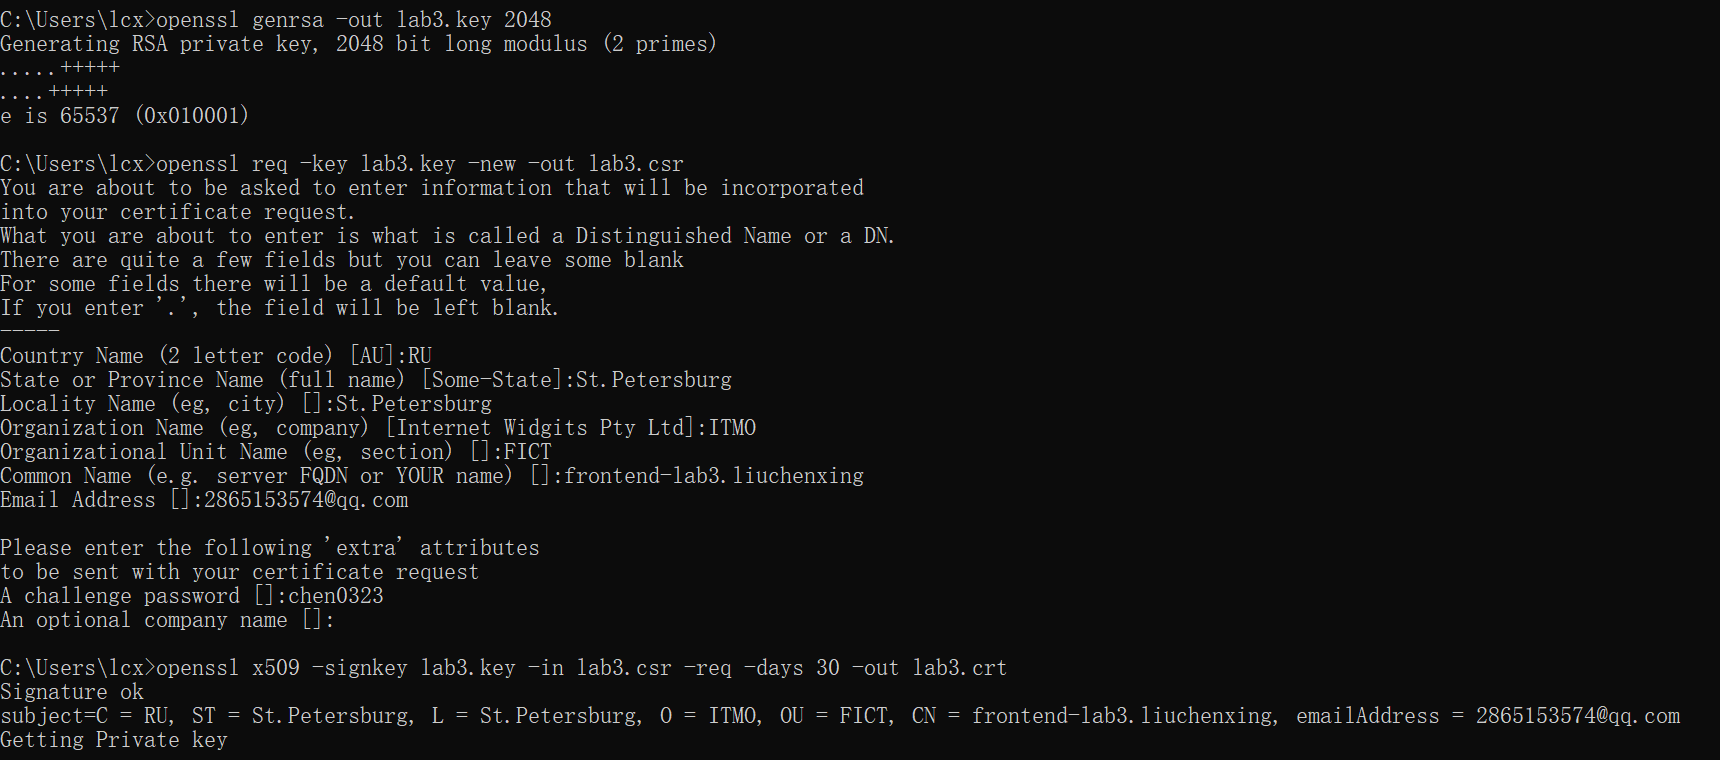 C:\Users\lcx>openssl genrsa -out lab3.key 2048
Generating RSA private key, 2048 bit long modulus (2 primes)
.....+++++
....+++++
e is 65537 (0x010001)
C:\Users\lcx>openssl req -key lab3.key -new -out lab3.csr
You are about to be asked to enter information that will be incorporated
into your certificate request.
What you are about to enter is what is called a Distinguished Name or a DN.
There are quite a few fields but you can leave some blank
For some fields there will be a default value,
If you enter '.', the field will be left blank.
-----
Country Name (2 letter code) [AU]:RU
State or Province Name (full name) [Some-State]:St.Petersburg
Locality Name (eg, city) []:St.Petersburg
Organization Name (eg, company) [Internet Widgits Pty Ltd]:ITMO
Organizational Unit Name (eg, section) []:FICT
Common Name (e.g. server FQDN or YOUR name) []:frontend-lab3.liuchenxing
Email Address []:2865153574@qq.com
Please enter the following 'extra' attributes
to be sent with your certificate request
A challenge password []:chen0323
An optional company name []:
C:\Users\lcx>openssl x509 -signkey lab3.key -in lab3.csr -req -days 30 -out lab3.crt
Signature ok
subject=C = RU, ST = St.Petersburg, L = St.Petersburg, O = ITMO, OU = FICT, CN = frontend-lab3.liuchenxing, emailAddress = 2865153574@qq.com
Getting Private key